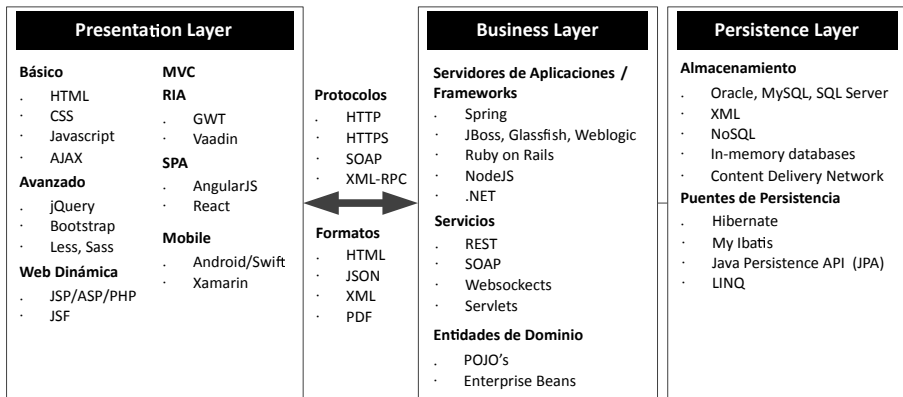 Presentation Layer
Básico
. HTML
· CSS
· Javascript
· AJAX
Avanzado
. jQuery
· Bootstrap
· Less, Sass
Web Dinámica
. JSP/ASP/PHP
· JSF
MVC
RIA
. GWT
· Vaadin
SPA
. AngularJS
· React
Mobile
. Android/Swift
· Xamarin
Protocolos
. HTTP
· HTTPS
· SOAP
· XML-RPC
Formatos
. HTML
· JSON
· XML
· PDF
Business Layer
Servidores de Aplicaciones /
Frameworks
. Spring
· JBoss, Glassfish, Weblogic
· Ruby on Rails
· NodeJS
· .NET
Servicios
. REST
· SOAP
· Websockects
· Servlets
Entidades de Dominio
. POJO’s
· Enterprise Beans
Persistence Layer
Almacenamiento
. Oracle, MySQL, SQL Server
· XML
· NoSQL
· In-memory databases
· Content Delivery Network
Puentes de Persistencia
. Hibernate
· My Ibatis
· Java Persistence API (JPA)
· LINQ